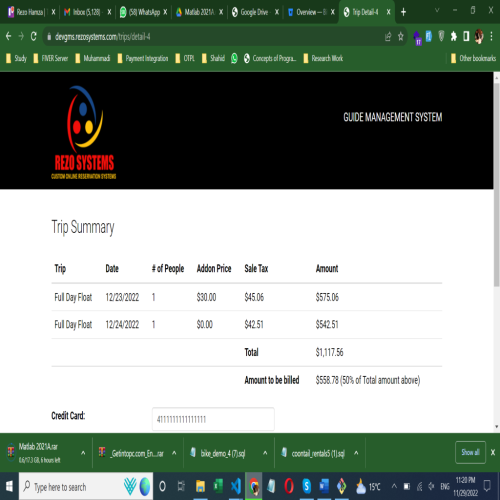 Rezo Hamza |
Inbox (5,128)
(58) WhatsApp
Matlab 2021A
Google Drive
Overview — Bi
Trip Detail-4
devgms.rezosystems.com/trips/detail-4
Study
FIVER Server
Muhammadi
Payment Integration
OTPL
Shahid
Concepts of Progra...
Research Work
Other bookmarks
REZO SYSTEMS
CUSTOM ONLINE RESERVATION SYSTEMS
GUIDE MANAGEMENT SYSTEM
Trip Summary
Trip Date # of People Addon Price Sale Tax Amount
Full Day Float 12/23/2022 1 $30.00 $45.06 $575.06
Full Day Float 12/24/2022 1 $0.00 $42.51 $542.51
Total $1,117.56
Amount to be billed $558.78 (50% of Total amount above)
Credit Card: 4111111111111111
Matlab 2021A.rar
0.6/17.3 GB, 6 hours left
_Getintopc.com_En....rar
bike_demo_4 (7).sql
coontail_rentals5 (1).sql
Show all
Type here to search
15°C
ENG
11:20 PM
11/29/2022